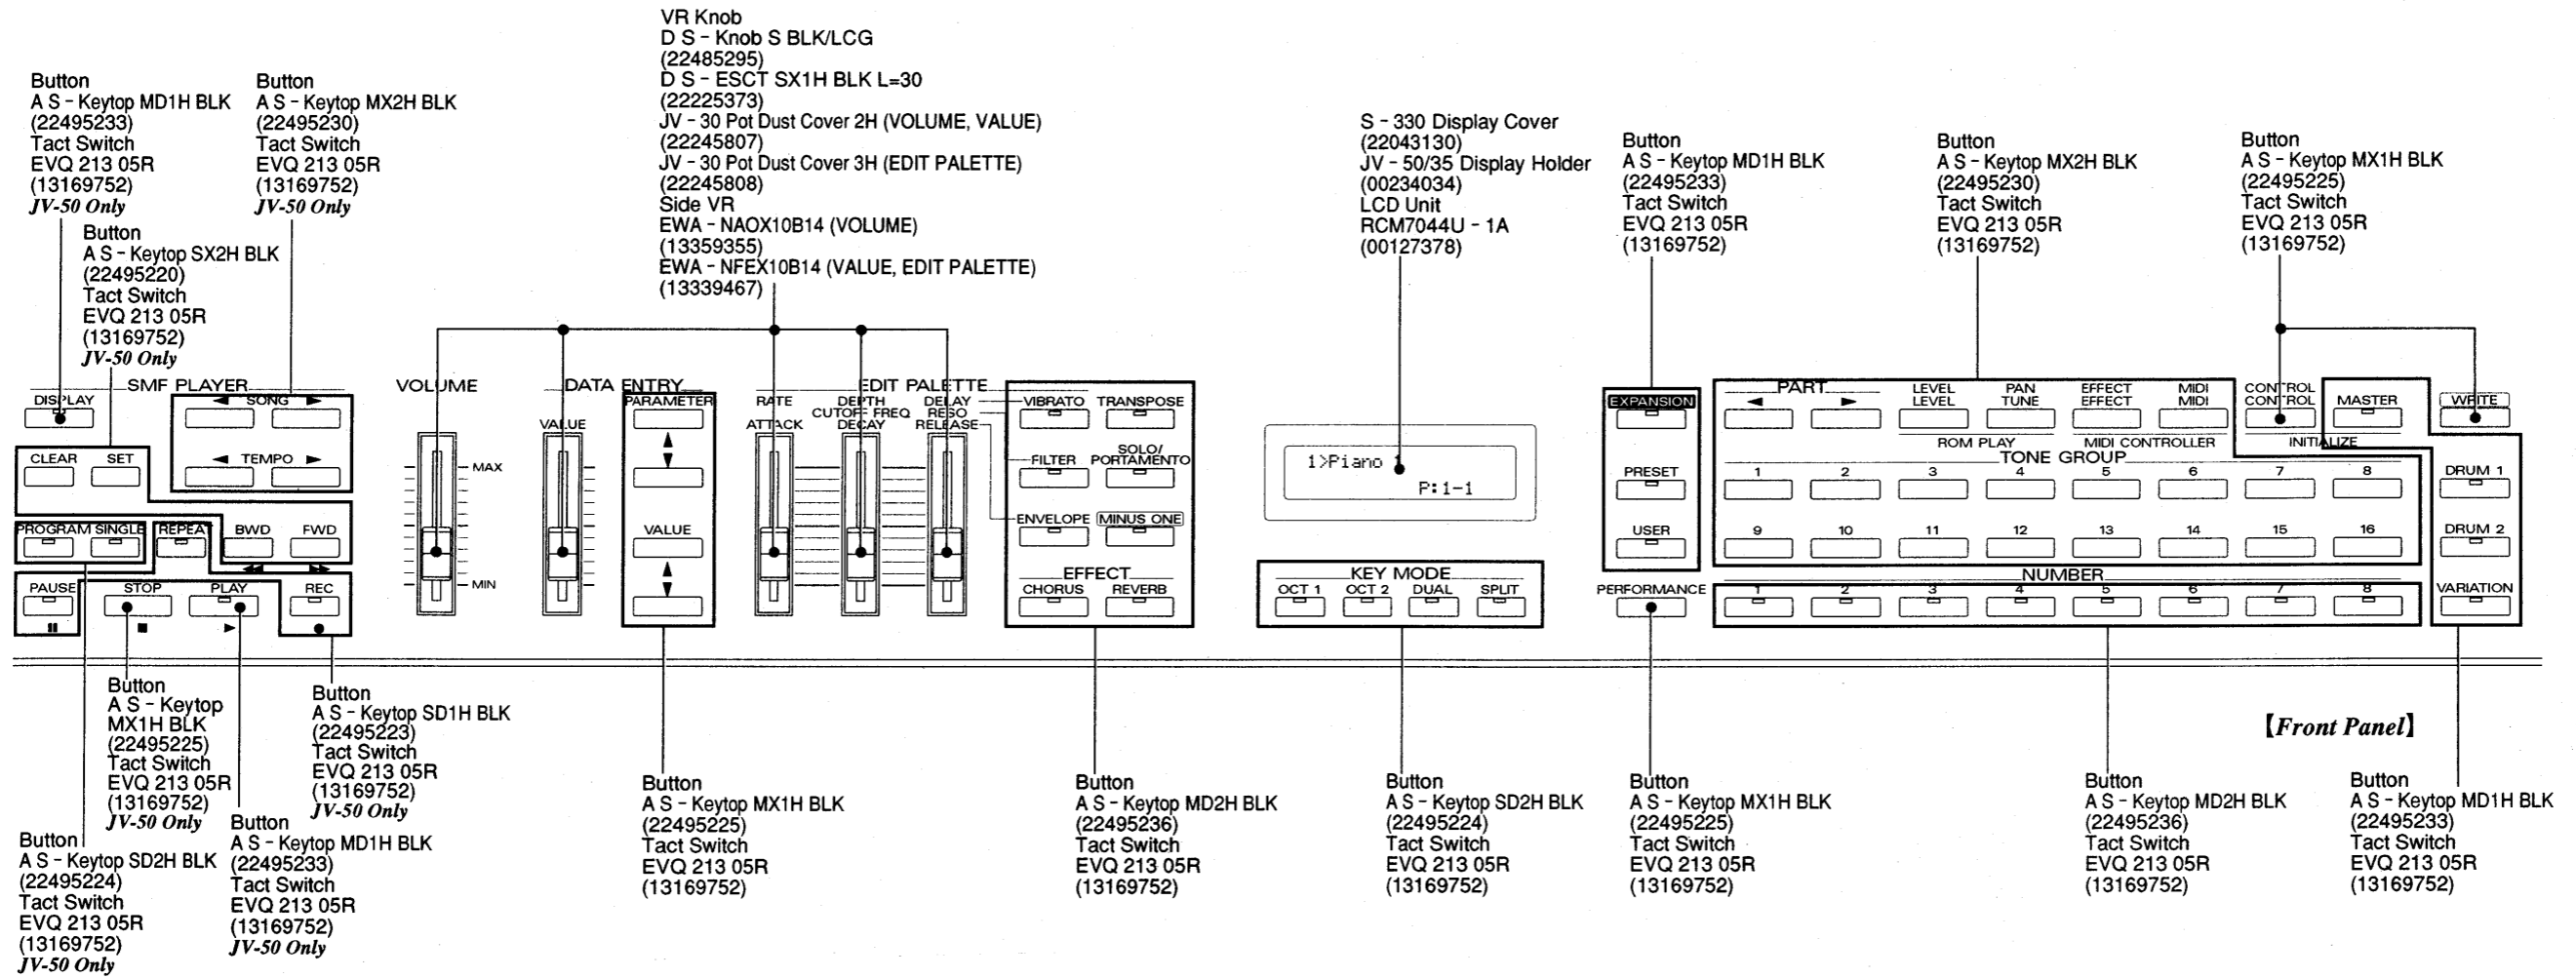 VR Knob
D S - Knob S BLK/LCG
(22485295)
D S - ESCT SX1H BLK L=30
(22225373)
JV - 30 Pot Dust Cover 2H (VOLUME, VALUE)
(22245807)
JV - 30 Pot Dust Cover 3H (EDIT PALETTE)
(22245808)
Side VR
EWA - NAOX10B14 (VOLUME)
(13359355)
EWA - NFEX10B14 (VALUE, EDIT PALETTE)
(13339467)
Button
A S - Keytop MD1H BLK
(22495233)
Tact Switch
EVQ 213 05R
(13169752)
JV-50 Only
Button
A S - Keytop MX2H BLK
(22495230)
Tact Switch
EVQ 213 05R
(13169752)
JV-50 Only
Button
A S - Keytop SX2H BLK
(22495220)
Tact Switch
EVQ 213 05R
(13169752)
JV-50 Only
S - 330 Display Cover
(22043130)
JV - 50/35 Display Holder
(00234034)
LCD Unit
RCM7044U - 1A
(00127378)
Button
A S - Keytop MD1H BLK
(22495233)
Tact Switch
EVQ 213 05R
(13169752)
Button
A S - Keytop MX2H BLK
(22495230)
Tact Switch
EVQ 213 05R
(13169752)
Button
A S - Keytop MX1H BLK
(22495225)
Tact Switch
EVQ 213 05R
(13169752)
SMF PLAYER
DISPLAY
◄ SONG ►
CLEAR SET
◄ TEMPO ►
PROGRAM SINGLE REPEAT BWD FWD
◄◄ ►►
PAUSE STOP PLAY REC
VOLUME
MAX
MIN
DATA ENTRY
VALUE
PARAMETER
▲
▼
VALUE
▲
▼
EDIT PALETTE
RATE DEPTH DELAY
CUTOFF FREQ RESO
ATTACK DECAY RELEASE
VIBRATO TRANSPOSE
FILTER SOLO/
PORTAMENTO
ENVELOPE MINUS ONE
EFFECT
CHORUS REVERB
1>Piano 1
P:1-1
KEY MODE
OCT 1 OCT 2 DUAL SPLIT
EXPANSION
PRESET
USER
PERFORMANCE
PART
◄ ►
LEVEL PAN EFFECT MIDI CONTROL
LEVEL TUNE EFFECT MIDI CONTROL
MASTER
WRITE
ROM PLAY MIDI CONTROLLER INITIALIZE
TONE GROUP
1 2 3 4 5 6 7 8
9 10 11 12 13 14 15 16
NUMBER
1 2 3 4 5 6 7 8
DRUM 1
DRUM 2
VARIATION
Button
A S - Keytop
MX1H BLK
(22495225)
Tact Switch
EVQ 213 05R
(13169752)
JV-50 Only
Button
A S - Keytop SD1H BLK
(22495223)
Tact Switch
EVQ 213 05R
(13169752)
JV-50 Only
Button
A S - Keytop SD2H BLK
(22495224)
Tact Switch
EVQ 213 05R
(13169752)
JV-50 Only
Button
A S - Keytop MD1H BLK
(22495233)
Tact Switch
EVQ 213 05R
(13169752)
JV-50 Only
Button
A S - Keytop MX1H BLK
(22495225)
Tact Switch
EVQ 213 05R
(13169752)
Button
A S - Keytop MD2H BLK
(22495236)
Tact Switch
EVQ 213 05R
(13169752)
Button
A S - Keytop SD2H BLK
(22495224)
Tact Switch
EVQ 213 05R
(13169752)
Button
A S - Keytop MX1H BLK
(22495225)
Tact Switch
EVQ 213 05R
(13169752)
【Front Panel】
Button
A S - Keytop MD2H BLK
(22495236)
Tact Switch
EVQ 213 05R
(13169752)
Button
A S - Keytop MD1H BLK
(22495233)
Tact Switch
EVQ 213 05R
(13169752)